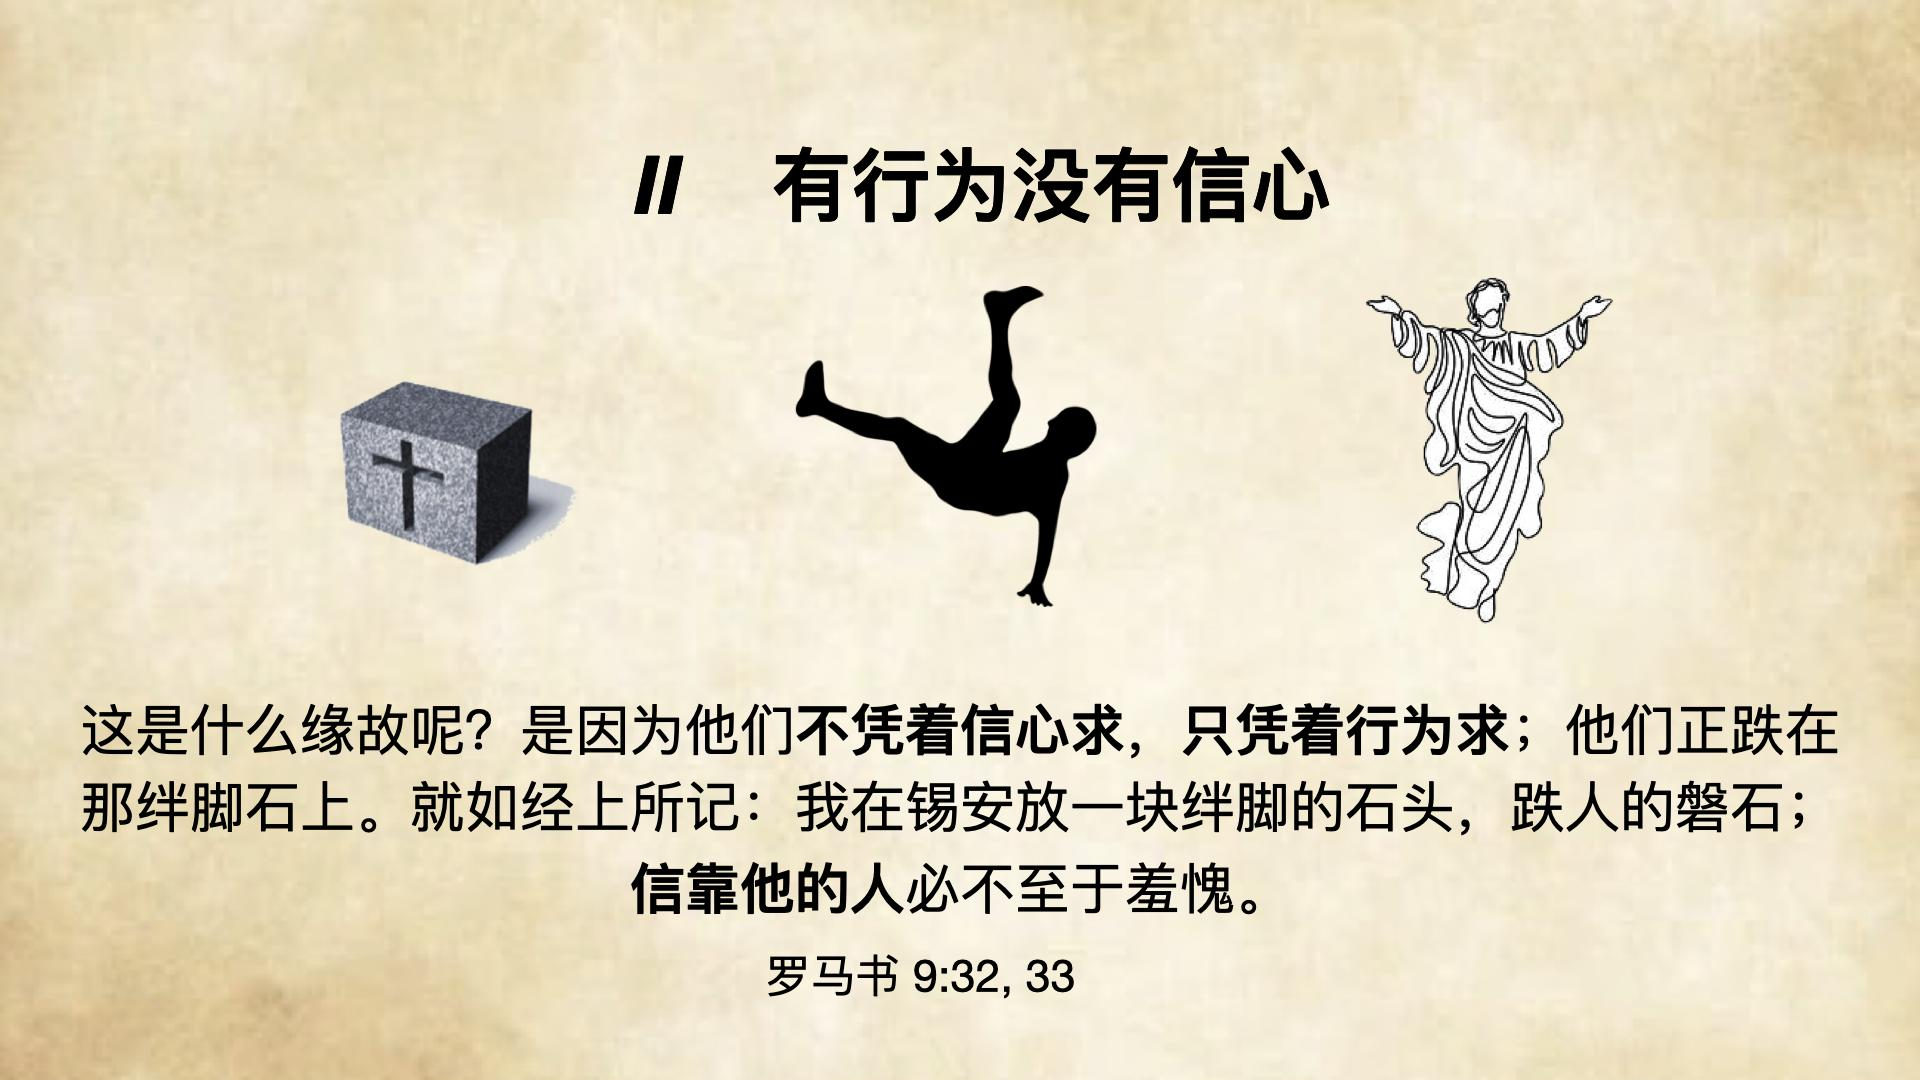 II 有行为没有信心
这是什么缘故呢？是因为他们不凭着信心求，只凭着行为求；他们正跌在
那绊脚石上。就如经上所记：我在锡安放一块绊脚的石头，跌人的磐石；
信靠他的人必不至于羞愧。
罗马书 9:32, 33